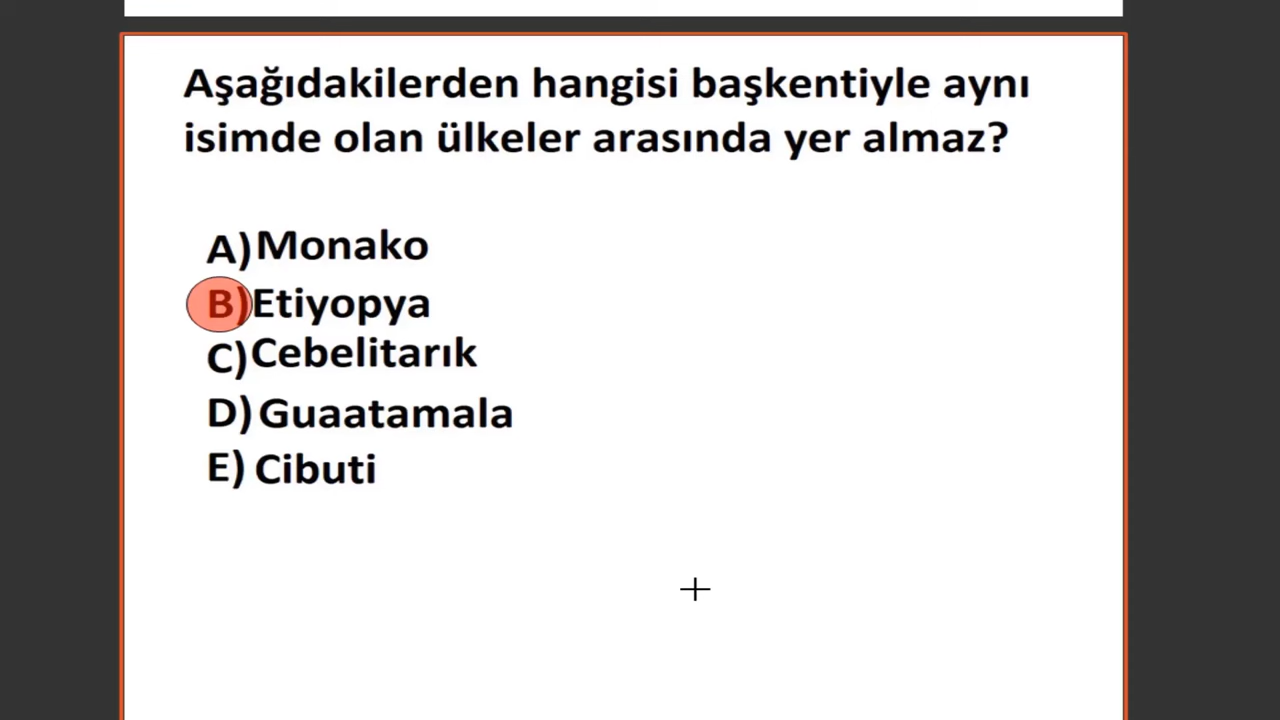 Aşağıdakilerden hangisi başkentiyle aynı
isimde olan ülkeler arasında yer almaz?
A) Monako
B) Etiyopya
C) Cebelitarık
D) Guaatamala
E) Cibuti